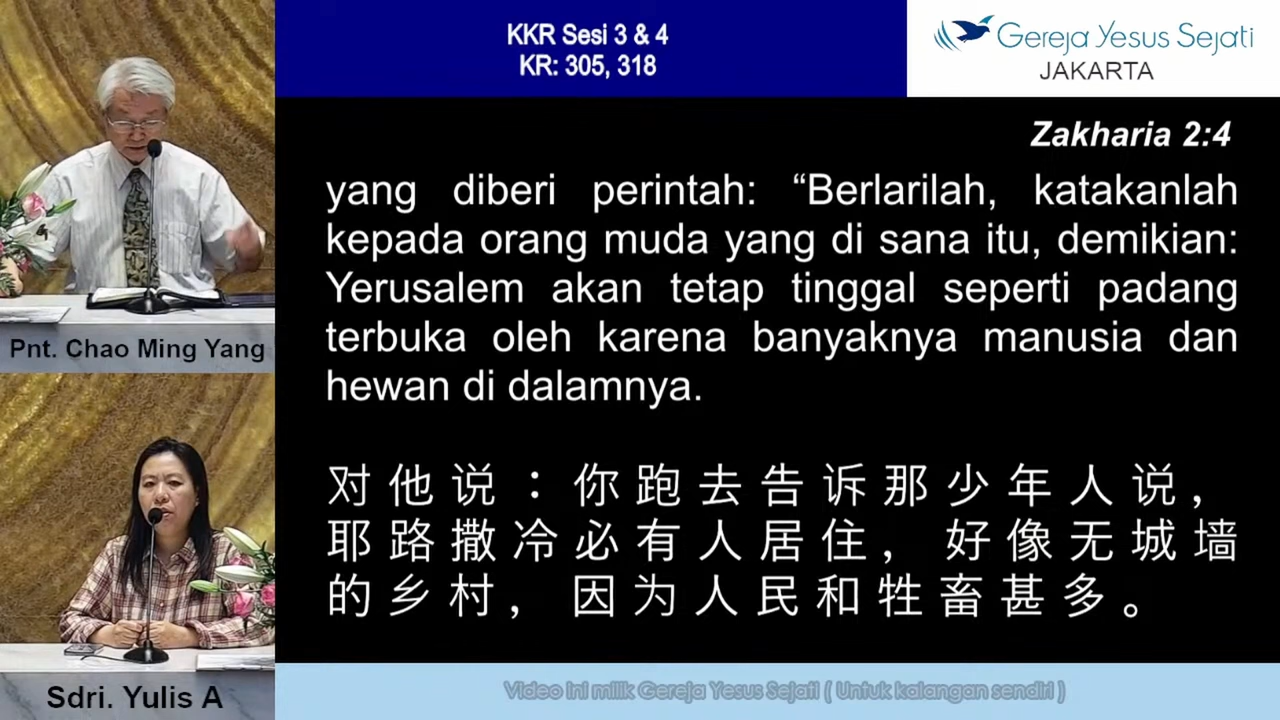 KKR Sesi 3 & 4
KR: 305, 318
Gereja Yesus Sejati
JAKARTA
Zakharia 2:4
yang diberi perintah: “Berlarilah, katakanlah
kepada orang muda yang di sana itu, demikian:
Yerusalem akan tetap tinggal seperti padang
terbuka oleh karena banyaknya manusia dan
hewan di dalamnya.
对他说：你跑去告诉那少年人说，
耶路撒冷必有人居住，好像无城墙
的乡村，因为人民和牲畜甚多。
Pnt. Chao Ming Yang
Sdri. Yulis A
Video ini milik Gereja Yesus Sejati ( Untuk kalangan sendiri )